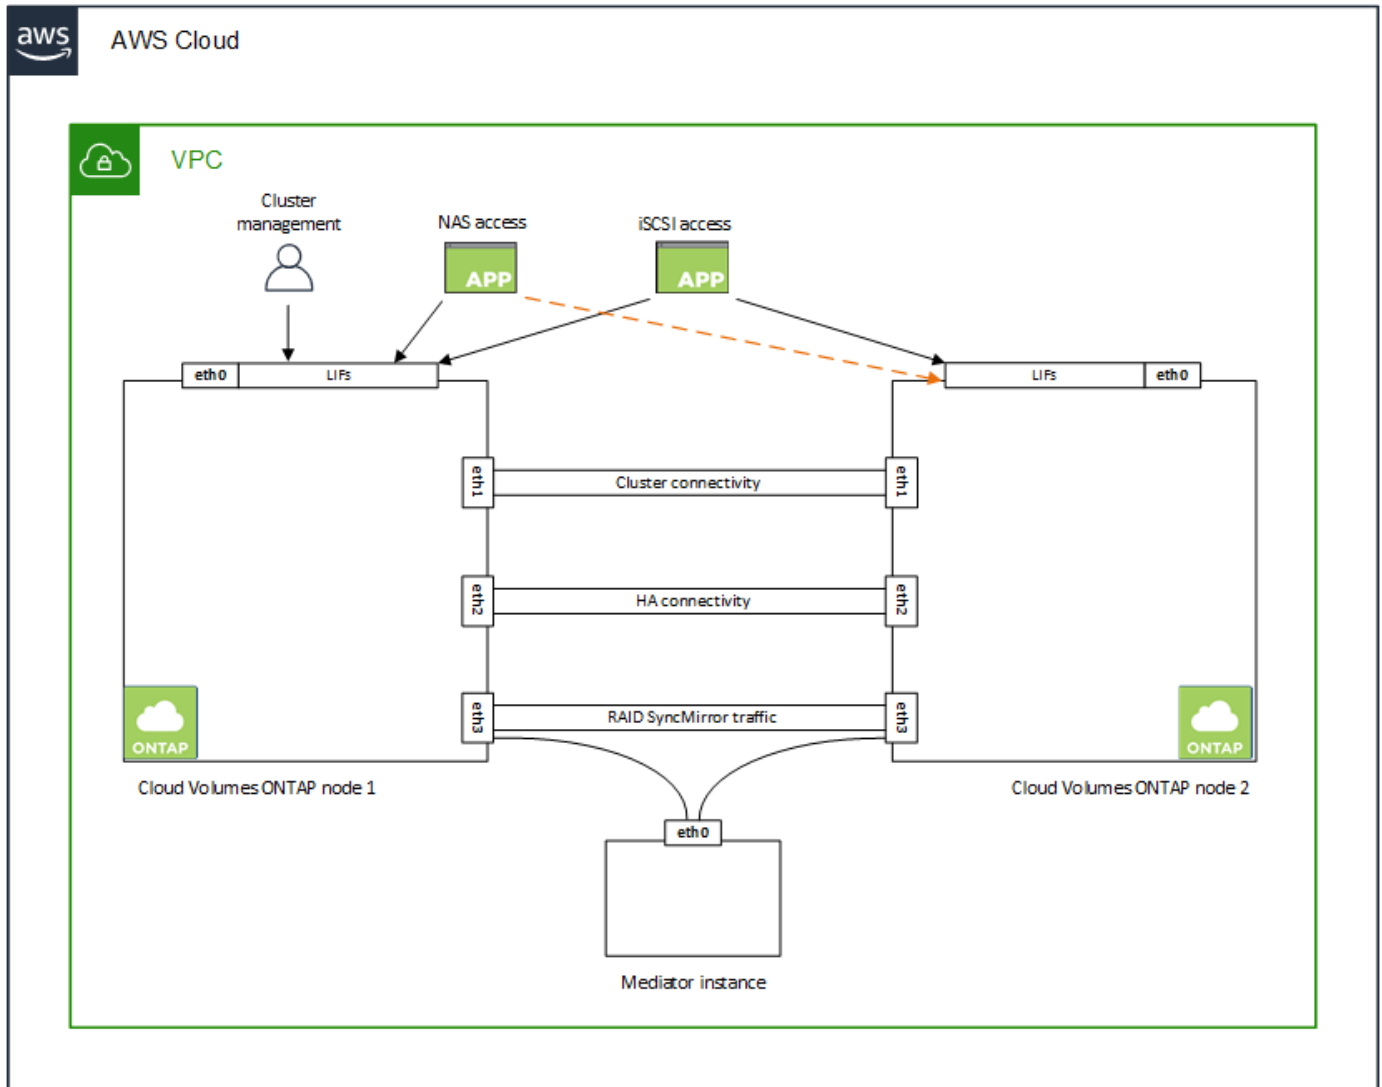 aws
AWS Cloud
VPC
Cluster
management
NAS access
iSCSI access
APP
APP
eth0
LIFs
LIFs
eth0
eth1
Cluster connectivity
eth1
eth2
HA connectivity
eth2
eth3
RAID SyncMirror traffic
eth3
ONTAP
ONTAP
Cloud Volumes ONTAP node 1
Cloud Volumes ONTAP node 2
eth0
Mediator instance